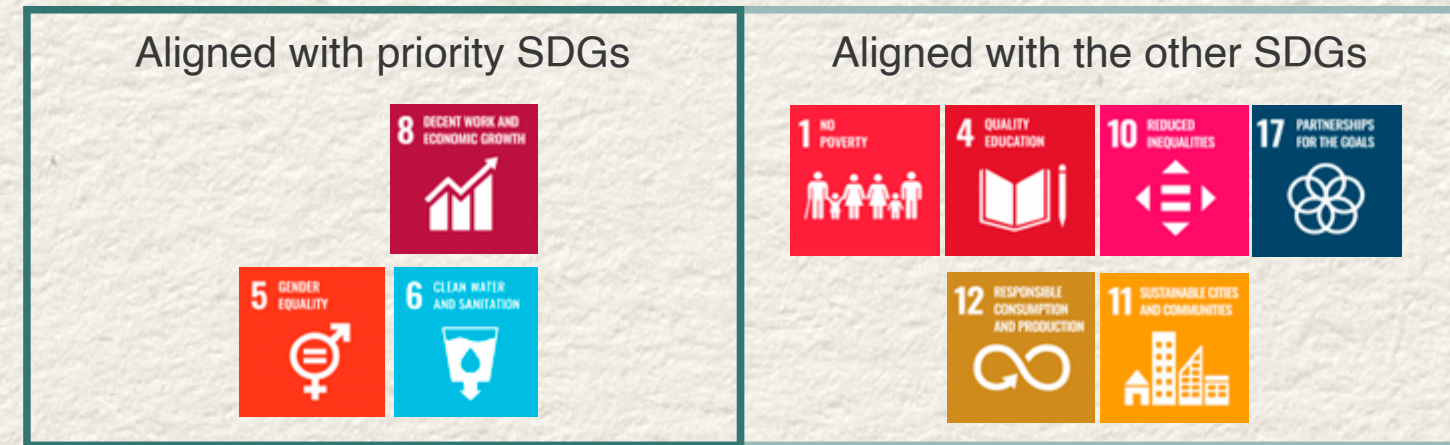 Aligned with priority SDGs
8 DECENT WORK AND
ECONOMIC GROWTH
5 GENDER
EQUALITY
6 CLEAN WATER
AND SANITATION
Aligned with the other SDGs
1 NO
POVERTY
4 QUALITY
EDUCATION
10 REDUCED
INEQUALITIES
17 PARTNERSHIPS
FOR THE GOALS
12 RESPONSIBLE
CONSUMPTION
AND PRODUCTION
11 SUSTAINABLE CITIES
AND COMMUNITIES